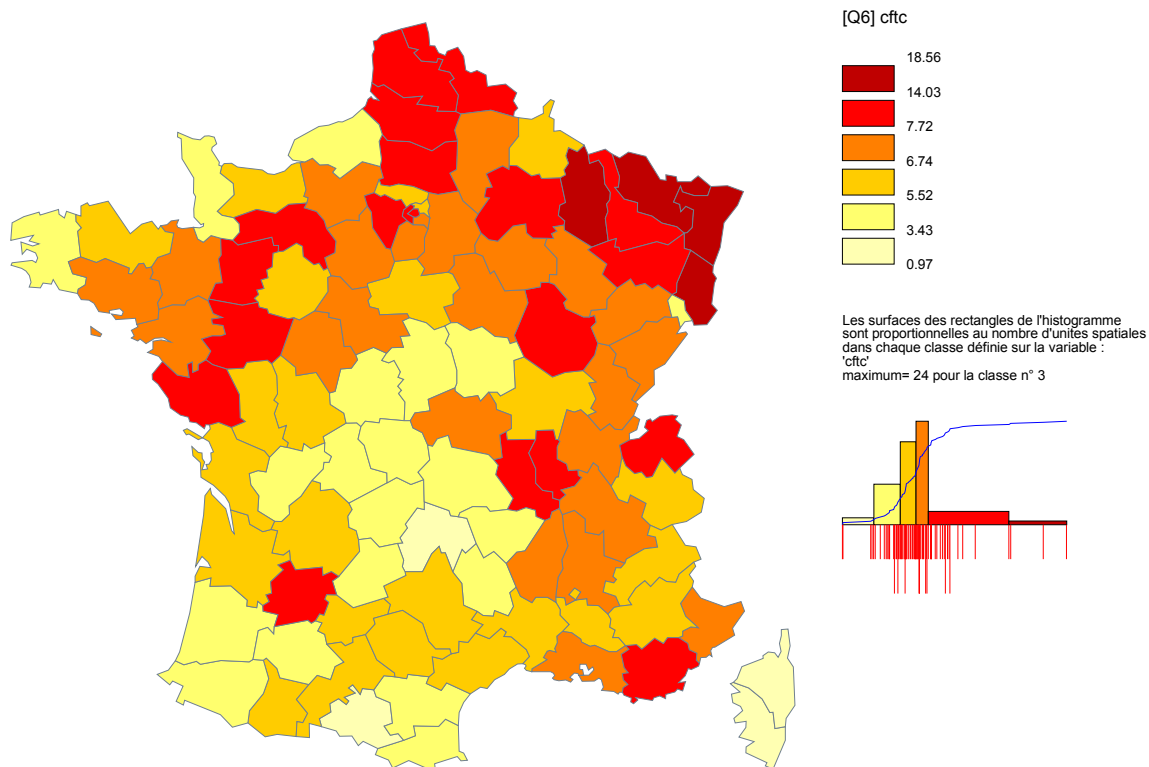 [Q6] cftc
18.56
14.03
7.72
6.74
5.52
3.43
0.97
Les surfaces des rectangles de l'histogramme
sont proportionnelles au nombre d'unites spatiales
dans chaque classe définie sur la variable :
'cftc'
maximum= 24 pour la classe n° 3